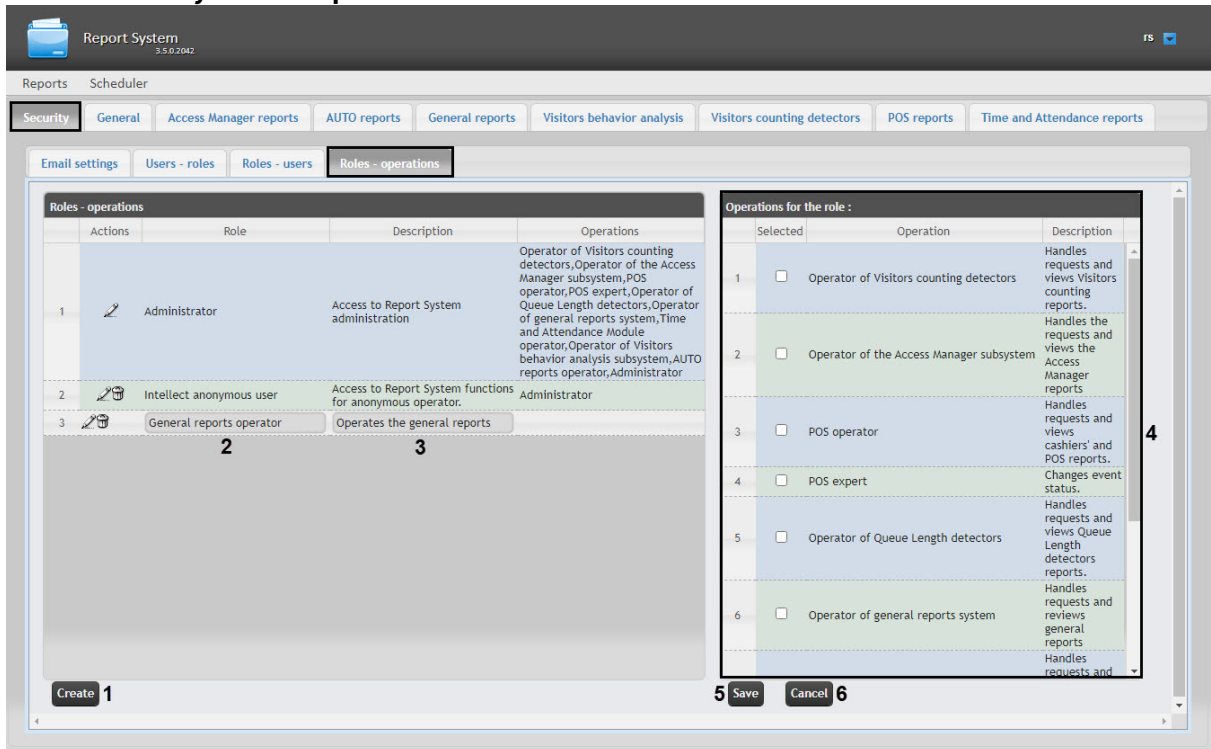 Report System
3.5.0.2042
rs
Reports Scheduler
Security General Access Manager reports AUTO reports General reports Visitors behavior analysis Visitors counting detectors POS reports Time and Attendance reports
Email settings Users - roles Roles - users Roles - operations
Roles - operations
Actions Role Description Operations
1 Administrator
Access to Report System
administration
Operator of Visitors counting
detectors,Operator of the Access
Manager subsystem,POS
operator,POS expert,Operator of
Queue Length detectors,Operator
of general reports system,Time
and Attendance Module
operator,Operator of Visitors
behavior analysis subsystem,AUTO
reports operator,Administrator
2 Intellect anonymous user
Access to Report System functions
for anonymous operator.
Administrator
3 General reports operator Operates the general reports
2 3
Create 1
Operations for the role :
Selected Operation Description
1 Operator of Visitors counting detectors
Handles
requests and
views Visitors
counting
reports.
2 Operator of the Access Manager subsystem
Handles the
requests and
views the
Access
Manager
reports
3 POS operator
Handles
requests and
views
cashiers' and
POS reports.
4
4 POS expert
Changes event
status.
5 Operator of Queue Length detectors
Handles
requests and
views Queue
Length
detectors
reports.
6 Operator of general reports system
Handles
requests and
reviews
general
reports
Handles
requests and
5 Save Cancel 6